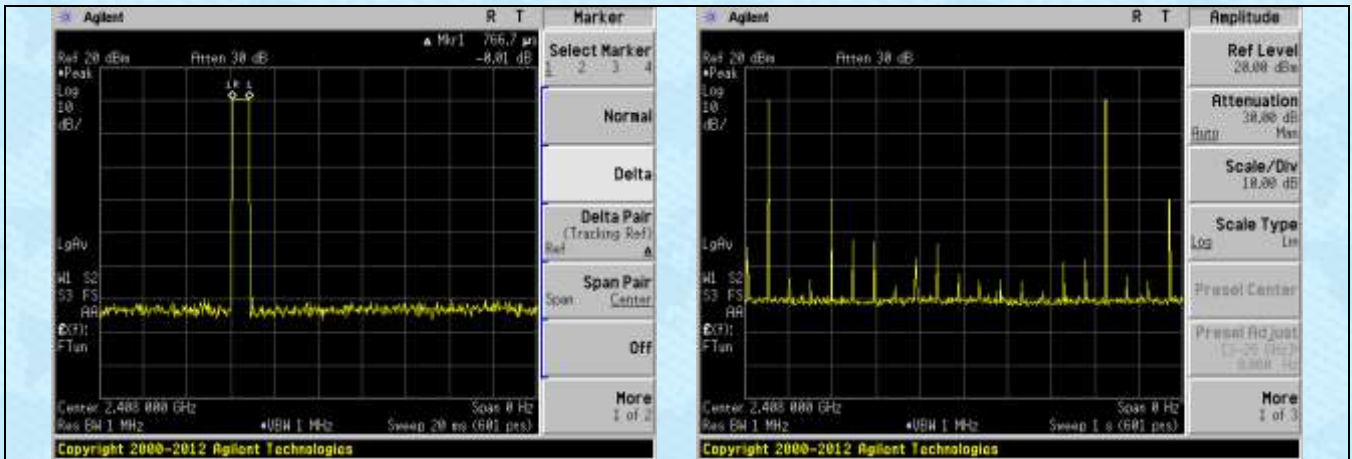 Agilent R T Marker
▲ Mkr1 766.7 µs
Ref 20 dBm Atten 30 dB -0.01 dB
#Peak
Log
10
dB/
1R 1
LgAv
W1 S2
S3 FS
AA
£(f):
FTun
Center 2.403 000 GHz Span 0 Hz
Res BW 1 MHz #VBW 1 MHz Sweep 20 ms (601 pts)
Copyright 2000-2012 Agilent Technologies
Select Marker
1 2 3 4
Normal
Delta
Delta Pair
(Tracking Ref)
Ref ▲
Span Pair
Span Center
Off
More
1 of 2
Agilent R T Amplitude
Ref 20 dBm Atten 30 dB
#Peak
Log
10
dB/
LgAv
W1 S2
S3 FS
AA
£(f):
FTun
Center 2.403 000 GHz Span 0 Hz
Res BW 1 MHz #VBW 1 MHz Sweep 1 s (601 pts)
Copyright 2000-2012 Agilent Technologies
Ref Level
20.00 dBm
Attenuation
30.00 dB
Auto Man
Scale/Div
10.00 dB
Scale Type
Log Lin
Presel Center
Presel Adjust
More
1 of 3